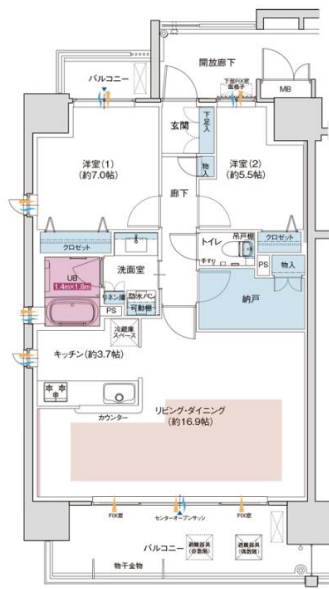 開放廊下
バルコニー
下部FIX窓
面格子
MB
玄関
下足入
洋室(1)
(約7.0帖)
洋室(2)
(約5.5帖)
物入
廊下
トイレ
吊戸棚
手すり
クロゼット
クロゼット
UB
1.4m×1.8m
洗面室
PS
物入
リネン庫
防水パン
可動棚
PS
納戸
冷蔵庫
スペース
キッチン(約3.7帖)
カウンター
リビング・ダイニング
(約16.9帖)
FIX窓
センターオープンサッシ
FIX窓
バルコニー
避難器具
(奇数階)
避難器具
(偶数階)
物干金物